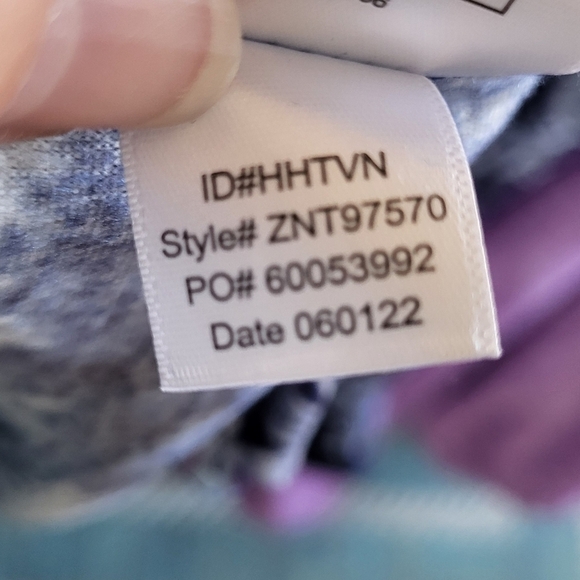 ID#HHTVN
Style# ZNT97570
PO# 60053992
Date 060122